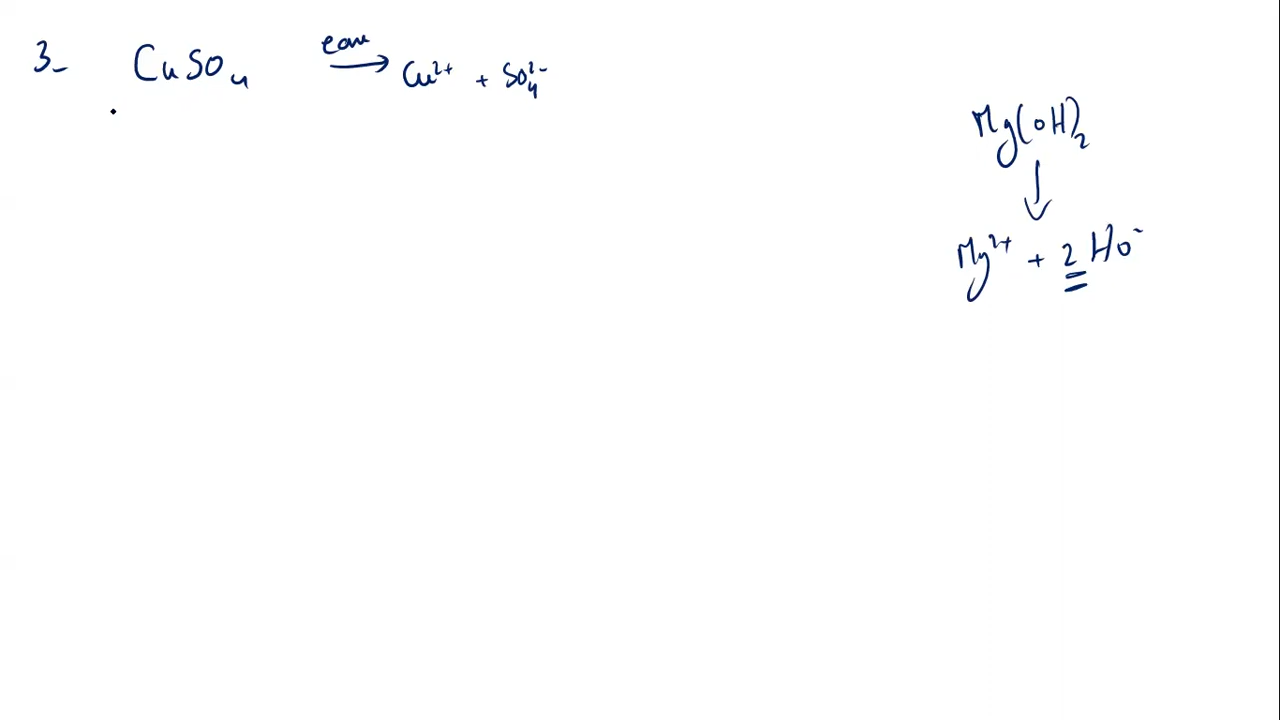 3- CuSO₄ eau → Cu²⁺ + SO₄²⁻
Mg(OH)₂
↓
Mg²⁺ + 2 HO⁻